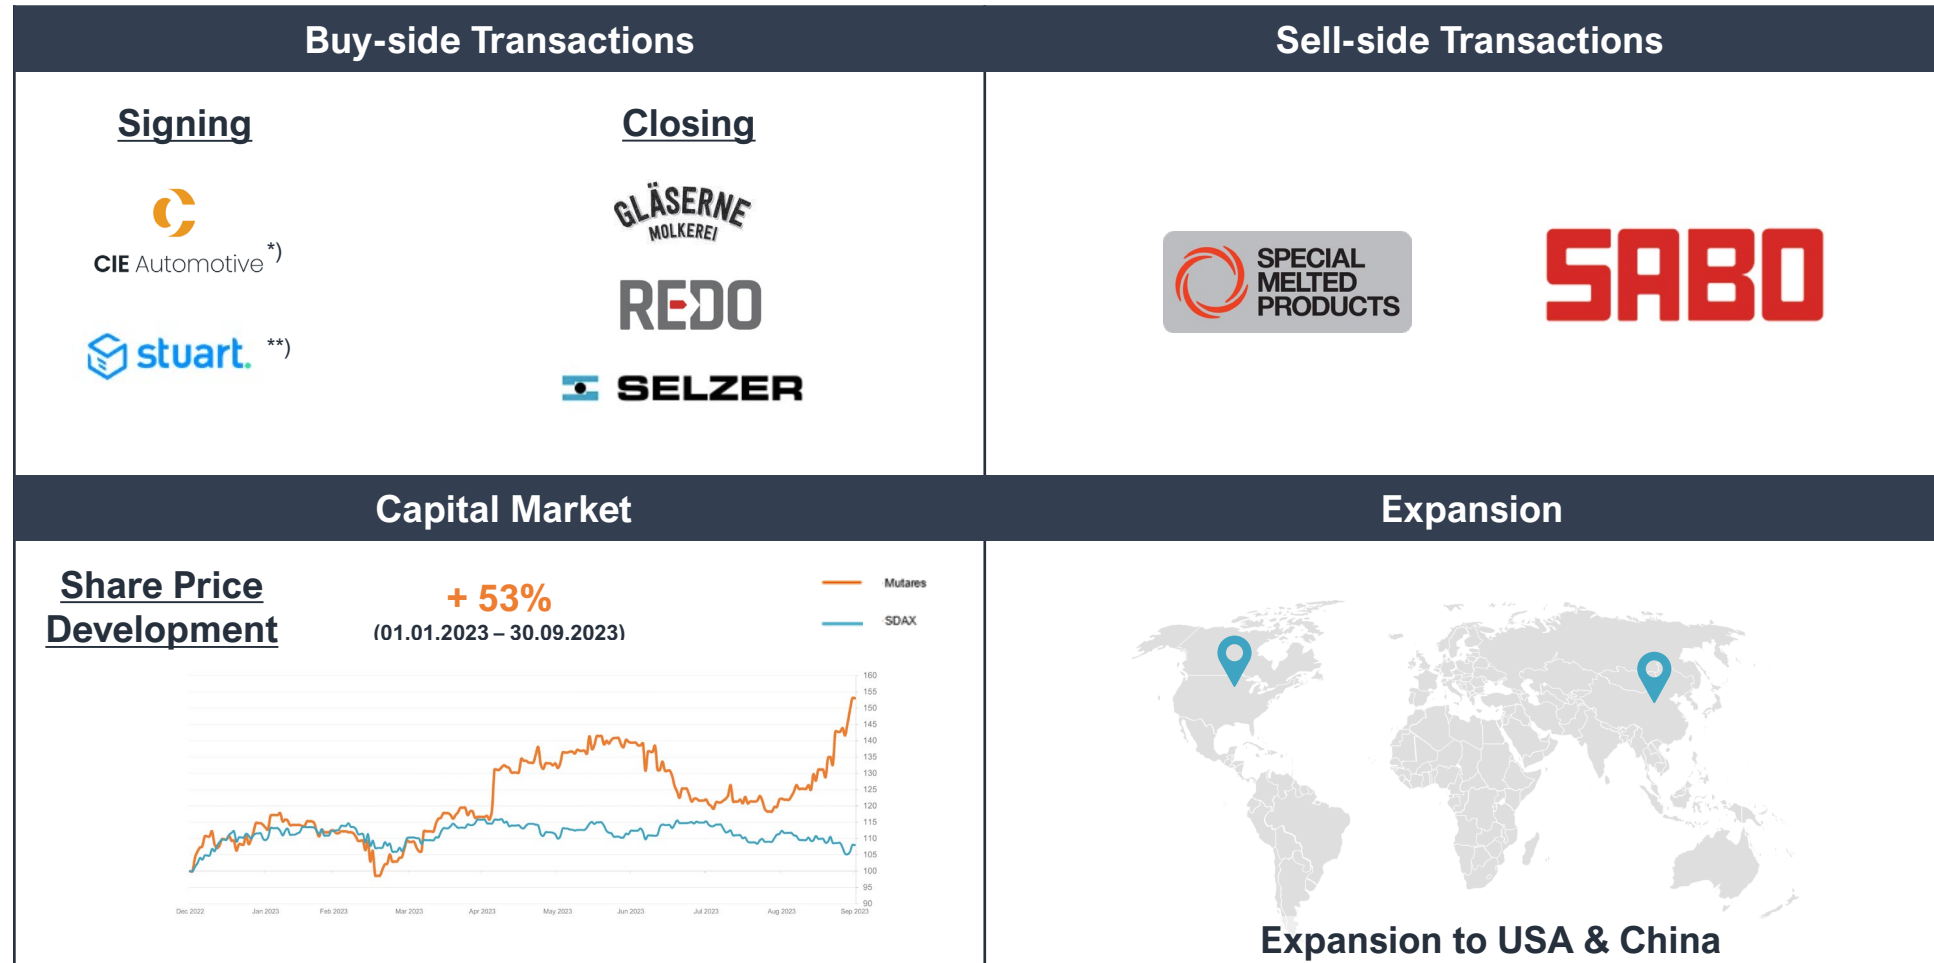 Buy-side Transactions
Sell-side Transactions
Signing
Closing
CIE Automotive *)
stuart. **)
GLÄSERNE
MOLKEREI
REDO
SELZER
SPECIAL
MELTED
PRODUCTS
SABO
Capital Market
Expansion
Share Price
Development
+ 53%
(01.01.2023 – 30.09.2023)
Mutares
SDAX
160
155
150
145
140
135
130
125
120
115
110
105
100
95
90
Dec 2022 Jan 2023 Feb 2023 Mar 2023 Apr 2023 May 2023 Jun 2023 Jul 2023 Aug 2023 Sep 2023
Expansion to USA & China